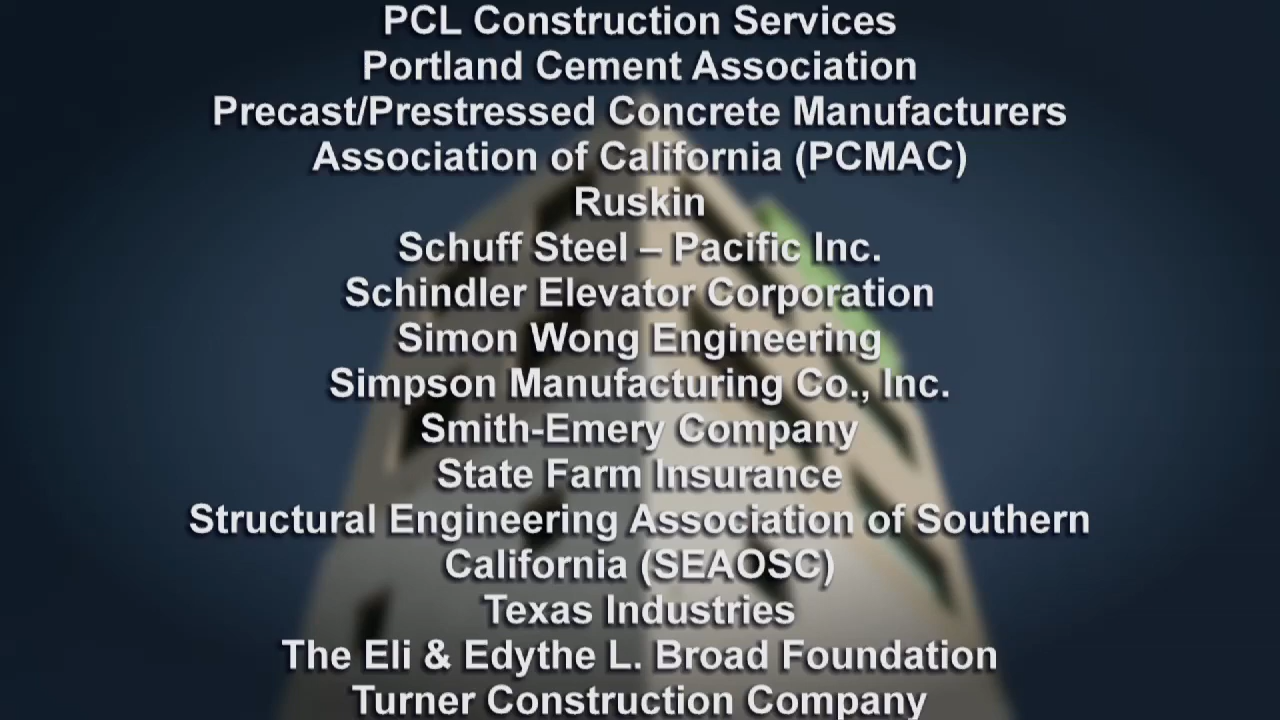 PCL Construction Services
Portland Cement Association
Precast/Prestressed Concrete Manufacturers
Association of California (PCMAC)
Ruskin
Schuff Steel – Pacific Inc.
Schindler Elevator Corporation
Simon Wong Engineering
Simpson Manufacturing Co., Inc.
Smith-Emery Company
State Farm Insurance
Structural Engineering Association of Southern
California (SEAOSC)
Texas Industries
The Eli & Edythe L. Broad Foundation
Turner Construction Company